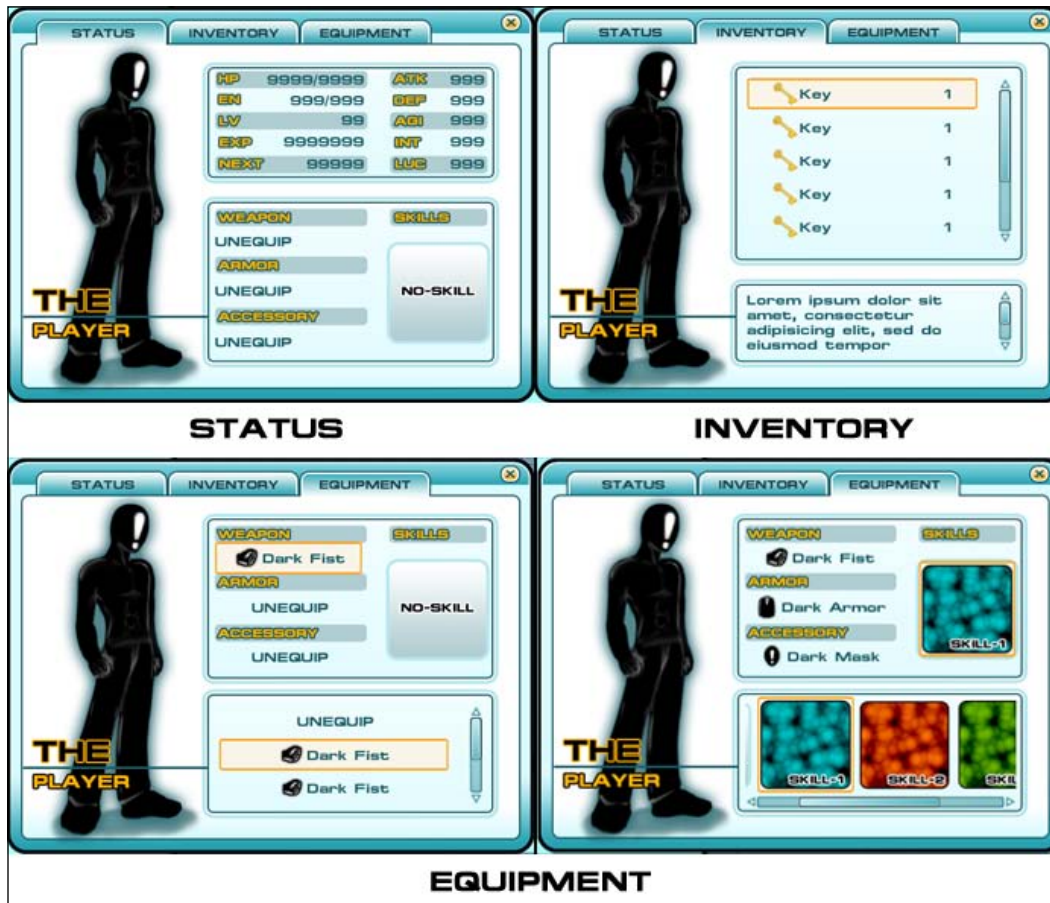 STATUS INVENTORY EQUIPMENT
HP 9999/9999 ATK 999
EN 999/999 DEF 999
LV 99 AGI 999
EXP 9999999 INT 999
NEXT 99999 LUC 999
WEAPON SKILLS
UNEQUIP
ARMOR
UNEQUIP NO-SKILL
ACCESSORY
UNEQUIP
THE
PLAYER
STATUS
STATUS INVENTORY EQUIPMENT
Key 1
Key 1
Key 1
Key 1
Key 1
Lorem ipsum dolor sit
amet, consectetur
adipisicing elit, sed do
eiusmod tempor
THE
PLAYER
INVENTORY
STATUS INVENTORY EQUIPMENT
WEAPON SKILLS
Dark Fist
ARMOR
UNEQUIP NO-SKILL
ACCESSORY
UNEQUIP
UNEQUIP
Dark Fist
Dark Fist
THE
PLAYER
STATUS INVENTORY EQUIPMENT
WEAPON SKILLS
Dark Fist
ARMOR
Dark Armor
ACCESSORY
SKILL-1
Dark Mask
THE
PLAYER
SKILL-1 SKILL-2 SKIL
EQUIPMENT